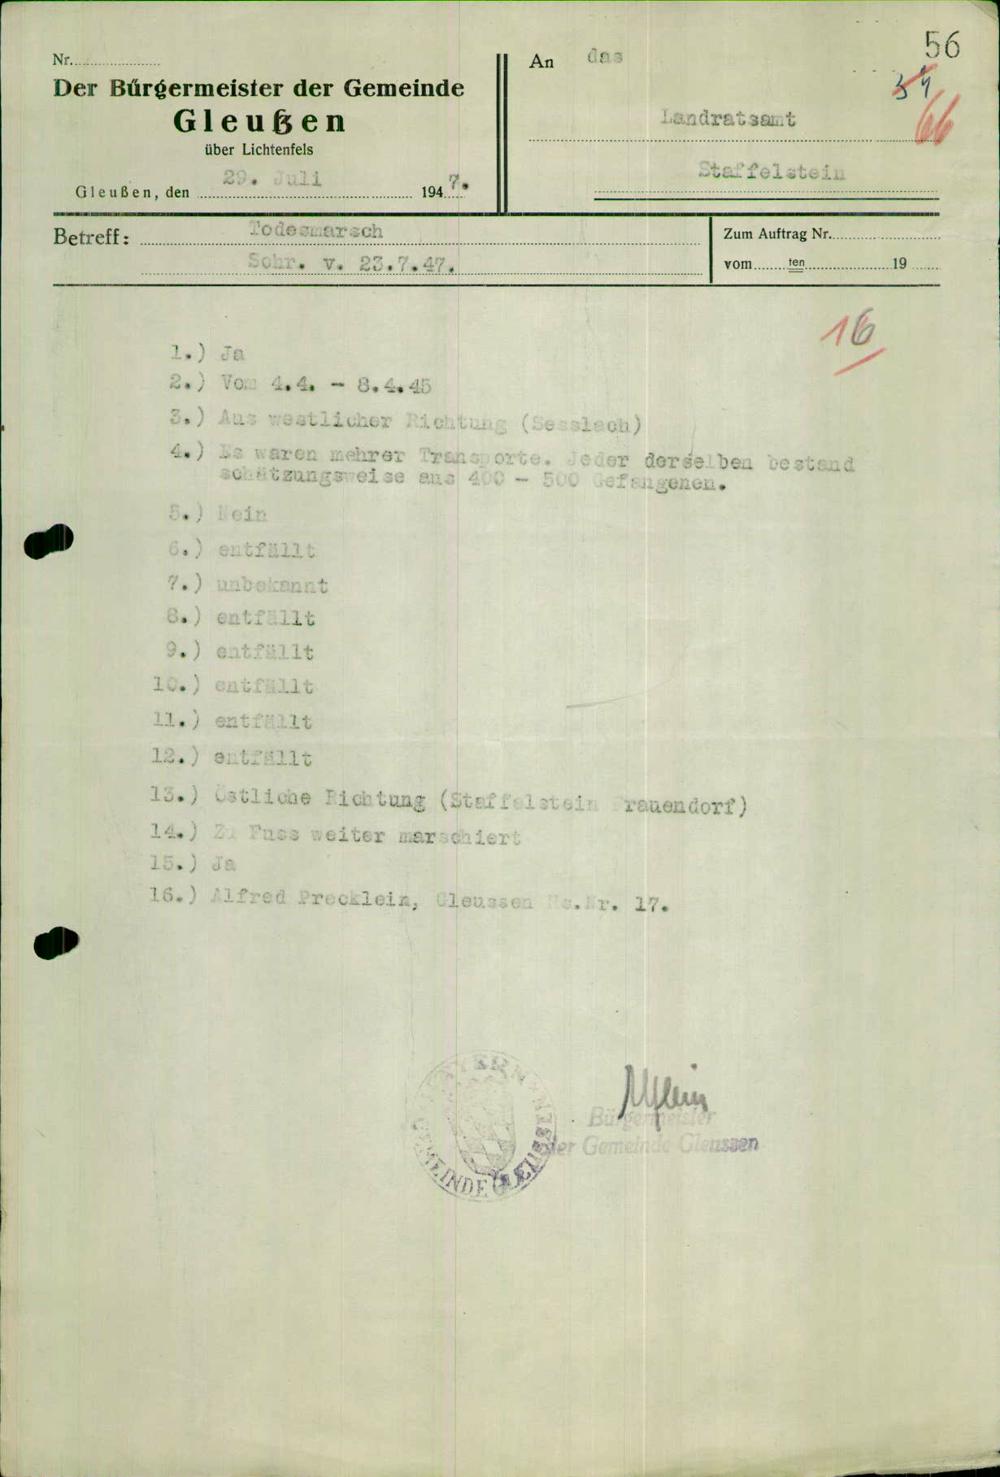 56
54
66
Nr.
Der Bürgermeister der Gemeinde
Gleußen
über Lichtenfels
Gleußen, den 29. Juli 1947.
An das
Landratsamt
Staffelstein
Betreff: Todesmarsch
Schr. v. 23.7.47.
Zum Auftrag Nr.
vom ten 19
16
1.) Ja
2.) Vom 4.4. - 8.4.45
3.) Aus westlicher Richtung (Sesslach)
4.) Es waren mehrer Transporte. Jeder derselben bestand
schätzungsweise aus 400 - 500 Gefangenen.
5.) Nein
6.) entfällt
7.) unbekannt
8.) entfällt
9.) entfällt
10.) entfällt
11.) entfällt
12.) entfällt
13.) Östliche Richtung (Staffelstein Frauendorf)
14.) Zu Fuss weiter marschiert
15.) Ja
16.) Alfred Precklein, Gleussen Hs.Nr. 17.
BAYERN
GEMEINDE GLEUSSEN
Bürgermeister
der Gemeinde Gleussen